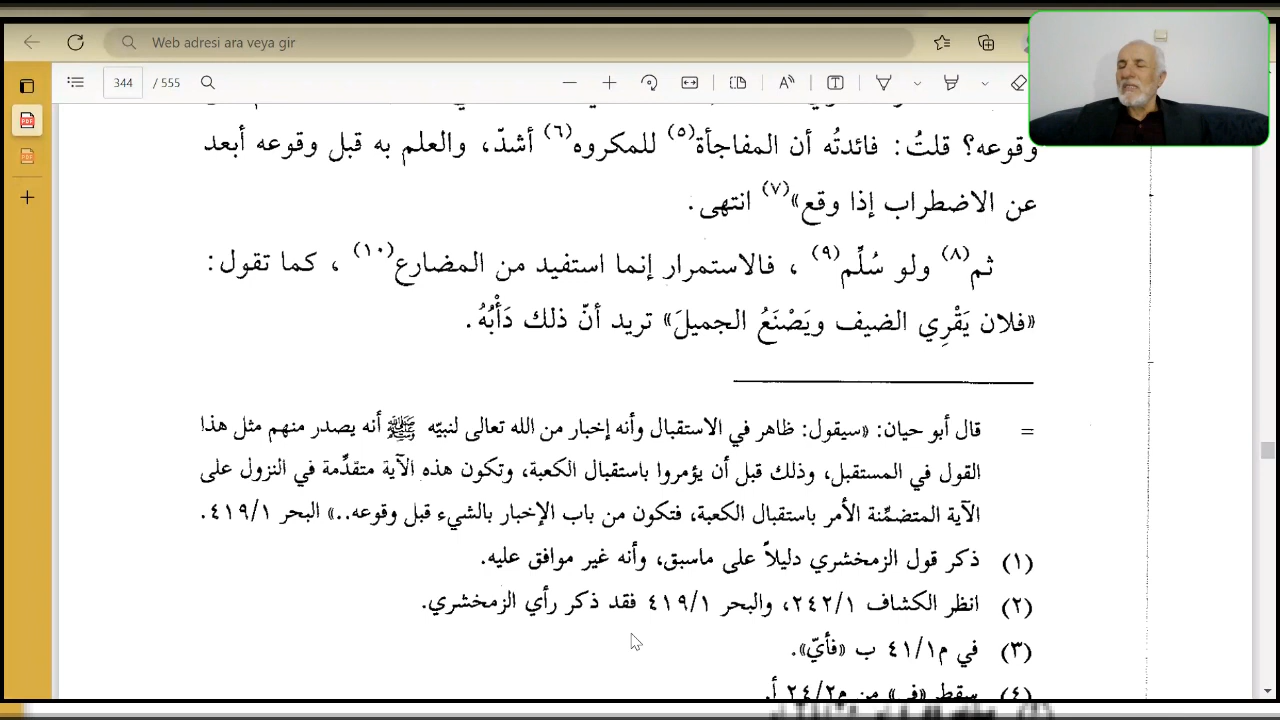 Web adresi ara veya gir
344 / 555
وقوعه؟ قلتُ: فائدتُه أن المفاجأة(٥) للمكروه(٦) أشدّ، والعلم به قبل وقوعه أبعد
عن الاضطراب إذا وقع»(٧) انتهى.
ثم(٨) ولو سُلِّم(٩) ، فالاستمرار إنما استفيد من المضارع(١٠) ، كما تقول:
«فلان يَقْرِي الضيف ويَصْنَعُ الجميلَ» تريد أنّ ذلك دَأْبُهُ.
= قال أبو حيان: «سيقول: ظاهر في الاستقبال وأنه إخبار من الله تعالى لنبيّه ﷺ أنه يصدر منهم مثل هذا
القول في المستقبل، وذلك قبل أن يؤمروا باستقبال الكعبة، وتكون هذه الآية متقدِّمة في النزول على
الآية المتضمِّنة الأمر باستقبال الكعبة، فتكون من باب الإخبار بالشيء قبل وقوعه..» البحر ٤١٩/١.
(١) ذكر قول الزمخشري دليلاً على ماسبق، وأنه غير موافق عليه.
(٢) انظر الكشاف ٢٤٢/١، والبحر ٤١٩/١ فقد ذكر رأي الزمخشري.
(٣) في م٤١/١ ب «فأيّ».
(٤) سقط «في» من م٢٤/٢ أ.